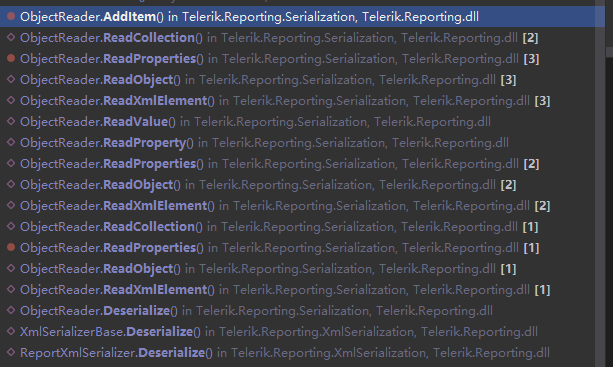 ObjectReader.AddItem() in Telerik.Reporting.Serialization, Telerik.Reporting.dll
ObjectReader.ReadCollection() in Telerik.Reporting.Serialization, Telerik.Reporting.dll [2]
ObjectReader.ReadProperties() in Telerik.Reporting.Serialization, Telerik.Reporting.dll [3]
ObjectReader.ReadObject() in Telerik.Reporting.Serialization, Telerik.Reporting.dll [3]
ObjectReader.ReadXmlElement() in Telerik.Reporting.Serialization, Telerik.Reporting.dll [3]
ObjectReader.ReadValue() in Telerik.Reporting.Serialization, Telerik.Reporting.dll
ObjectReader.ReadProperty() in Telerik.Reporting.Serialization, Telerik.Reporting.dll
ObjectReader.ReadProperties() in Telerik.Reporting.Serialization, Telerik.Reporting.dll [2]
ObjectReader.ReadObject() in Telerik.Reporting.Serialization, Telerik.Reporting.dll [2]
ObjectReader.ReadXmlElement() in Telerik.Reporting.Serialization, Telerik.Reporting.dll [2]
ObjectReader.ReadCollection() in Telerik.Reporting.Serialization, Telerik.Reporting.dll [1]
ObjectReader.ReadProperties() in Telerik.Reporting.Serialization, Telerik.Reporting.dll [1]
ObjectReader.ReadObject() in Telerik.Reporting.Serialization, Telerik.Reporting.dll [1]
ObjectReader.ReadXmlElement() in Telerik.Reporting.Serialization, Telerik.Reporting.dll [1]
ObjectReader.Deserialize() in Telerik.Reporting.Serialization, Telerik.Reporting.dll
XmlSerializerBase.Deserialize() in Telerik.Reporting.XmlSerialization, Telerik.Reporting.dll
ReportXmlSerializer.Deserialize() in Telerik.Reporting.XmlSerialization, Telerik.Reporting.dll